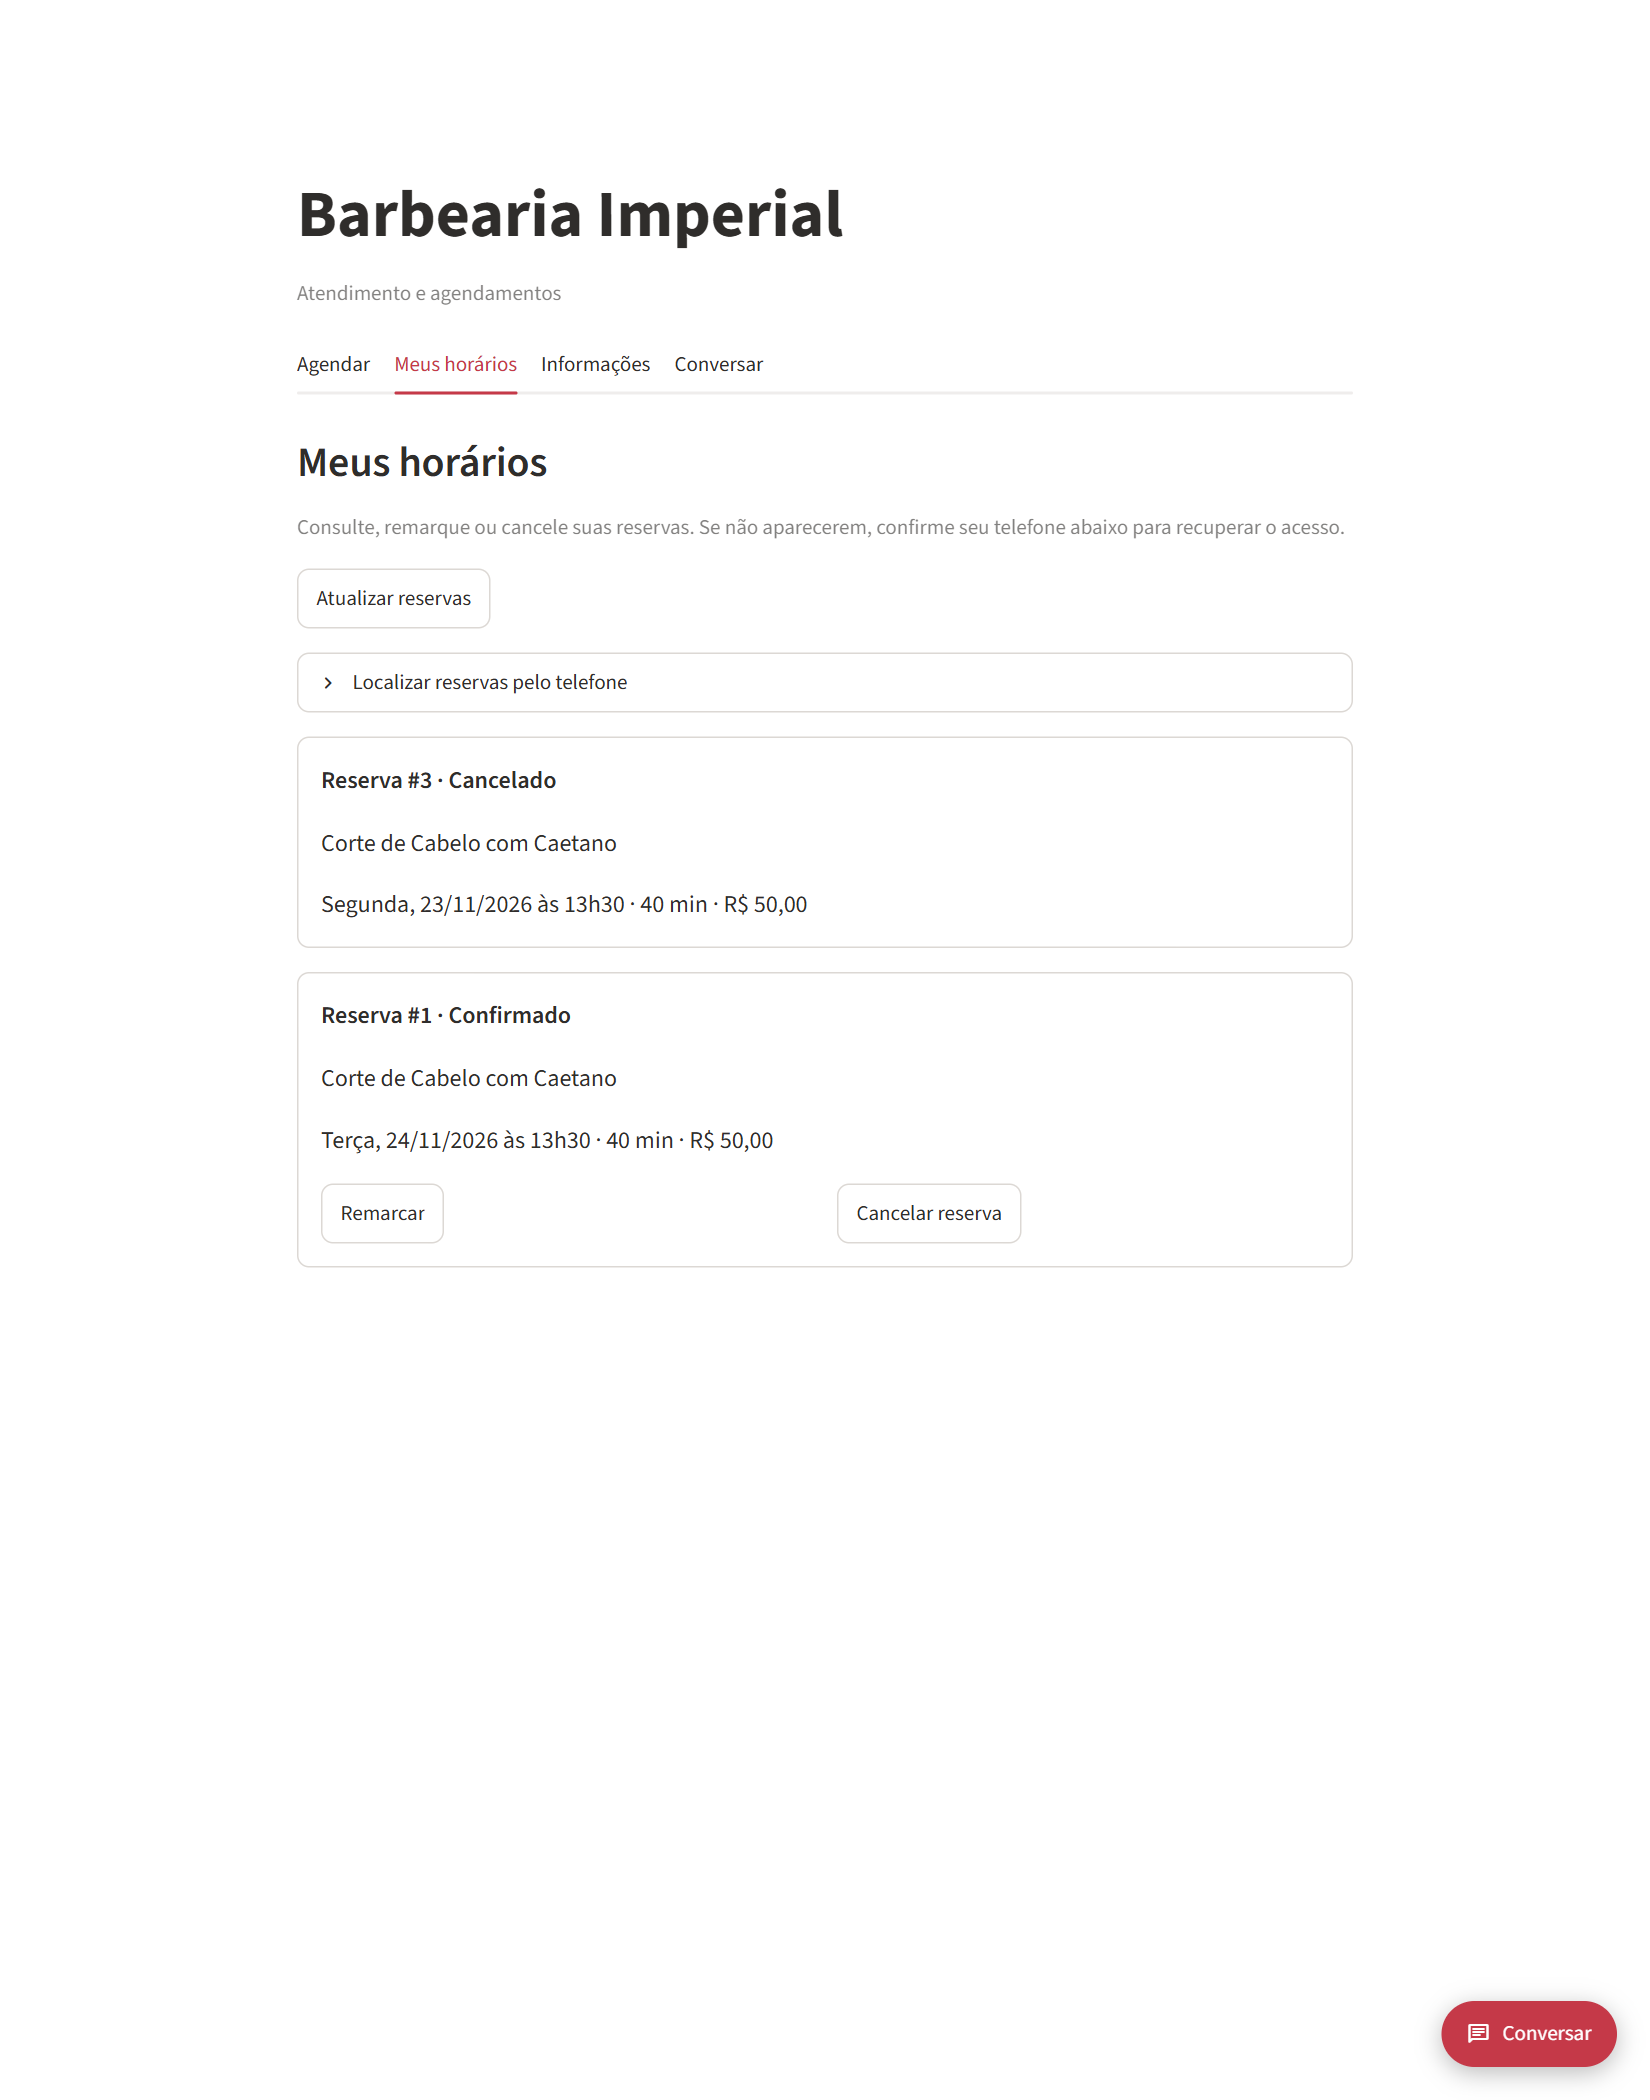 Barbearia Imperial
Atendimento e agendamentos
Agendar
Meus horários
Informações
Conversar
Meus horários
Consulte, remarque ou cancele suas reservas. Se não aparecerem, confirme seu telefone abaixo para recuperar o acesso.
Atualizar reservas
Localizar reservas pelo telefone
Reserva #3 · Cancelado
Corte de Cabelo com Caetano
Segunda, 23/11/2026 às 13h30 · 40 min · R$ 50,00
Reserva #1 · Confirmado
Corte de Cabelo com Caetano
Terça, 24/11/2026 às 13h30 · 40 min · R$ 50,00
Remarcar
Cancelar reserva
Conversar